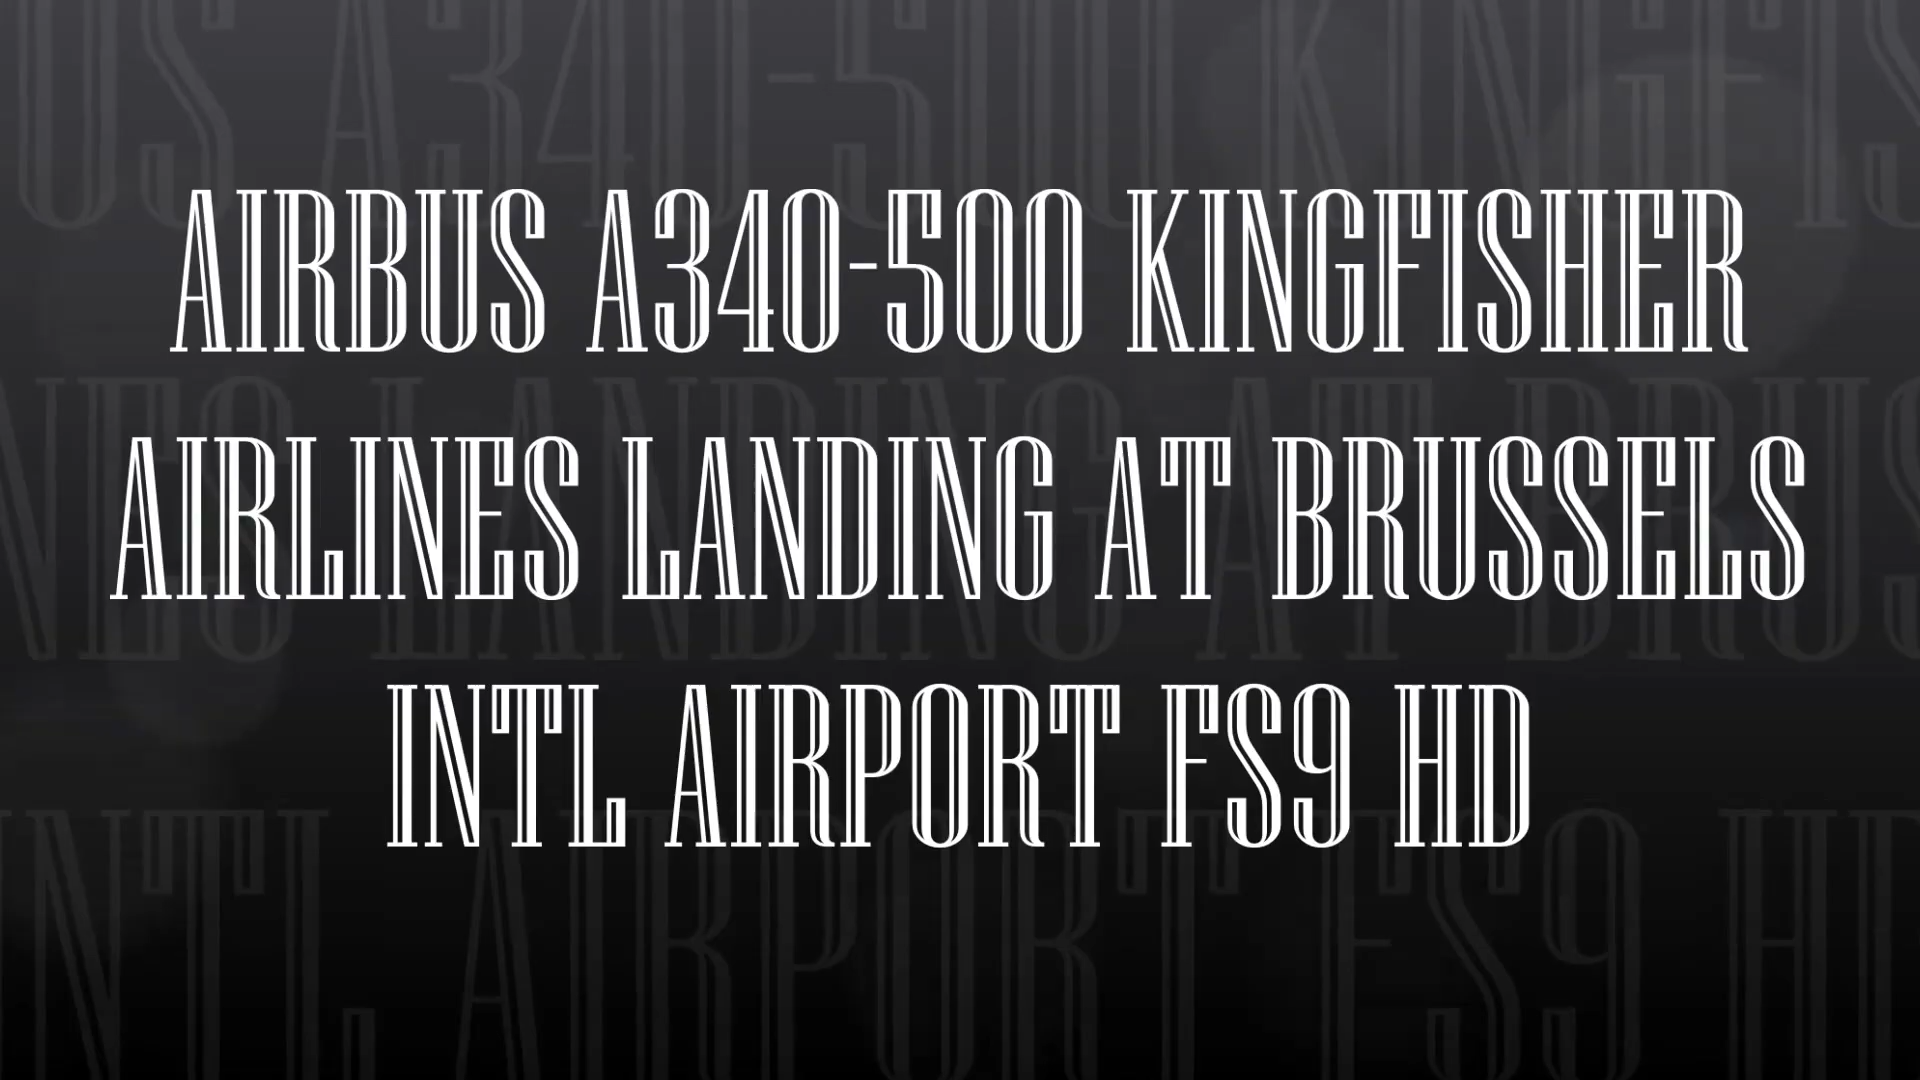 AIRBUS A340-500 KINGFISHER
AIRLINES LANDING AT BRUSSELS
INTL AIRPORT FS9 HD